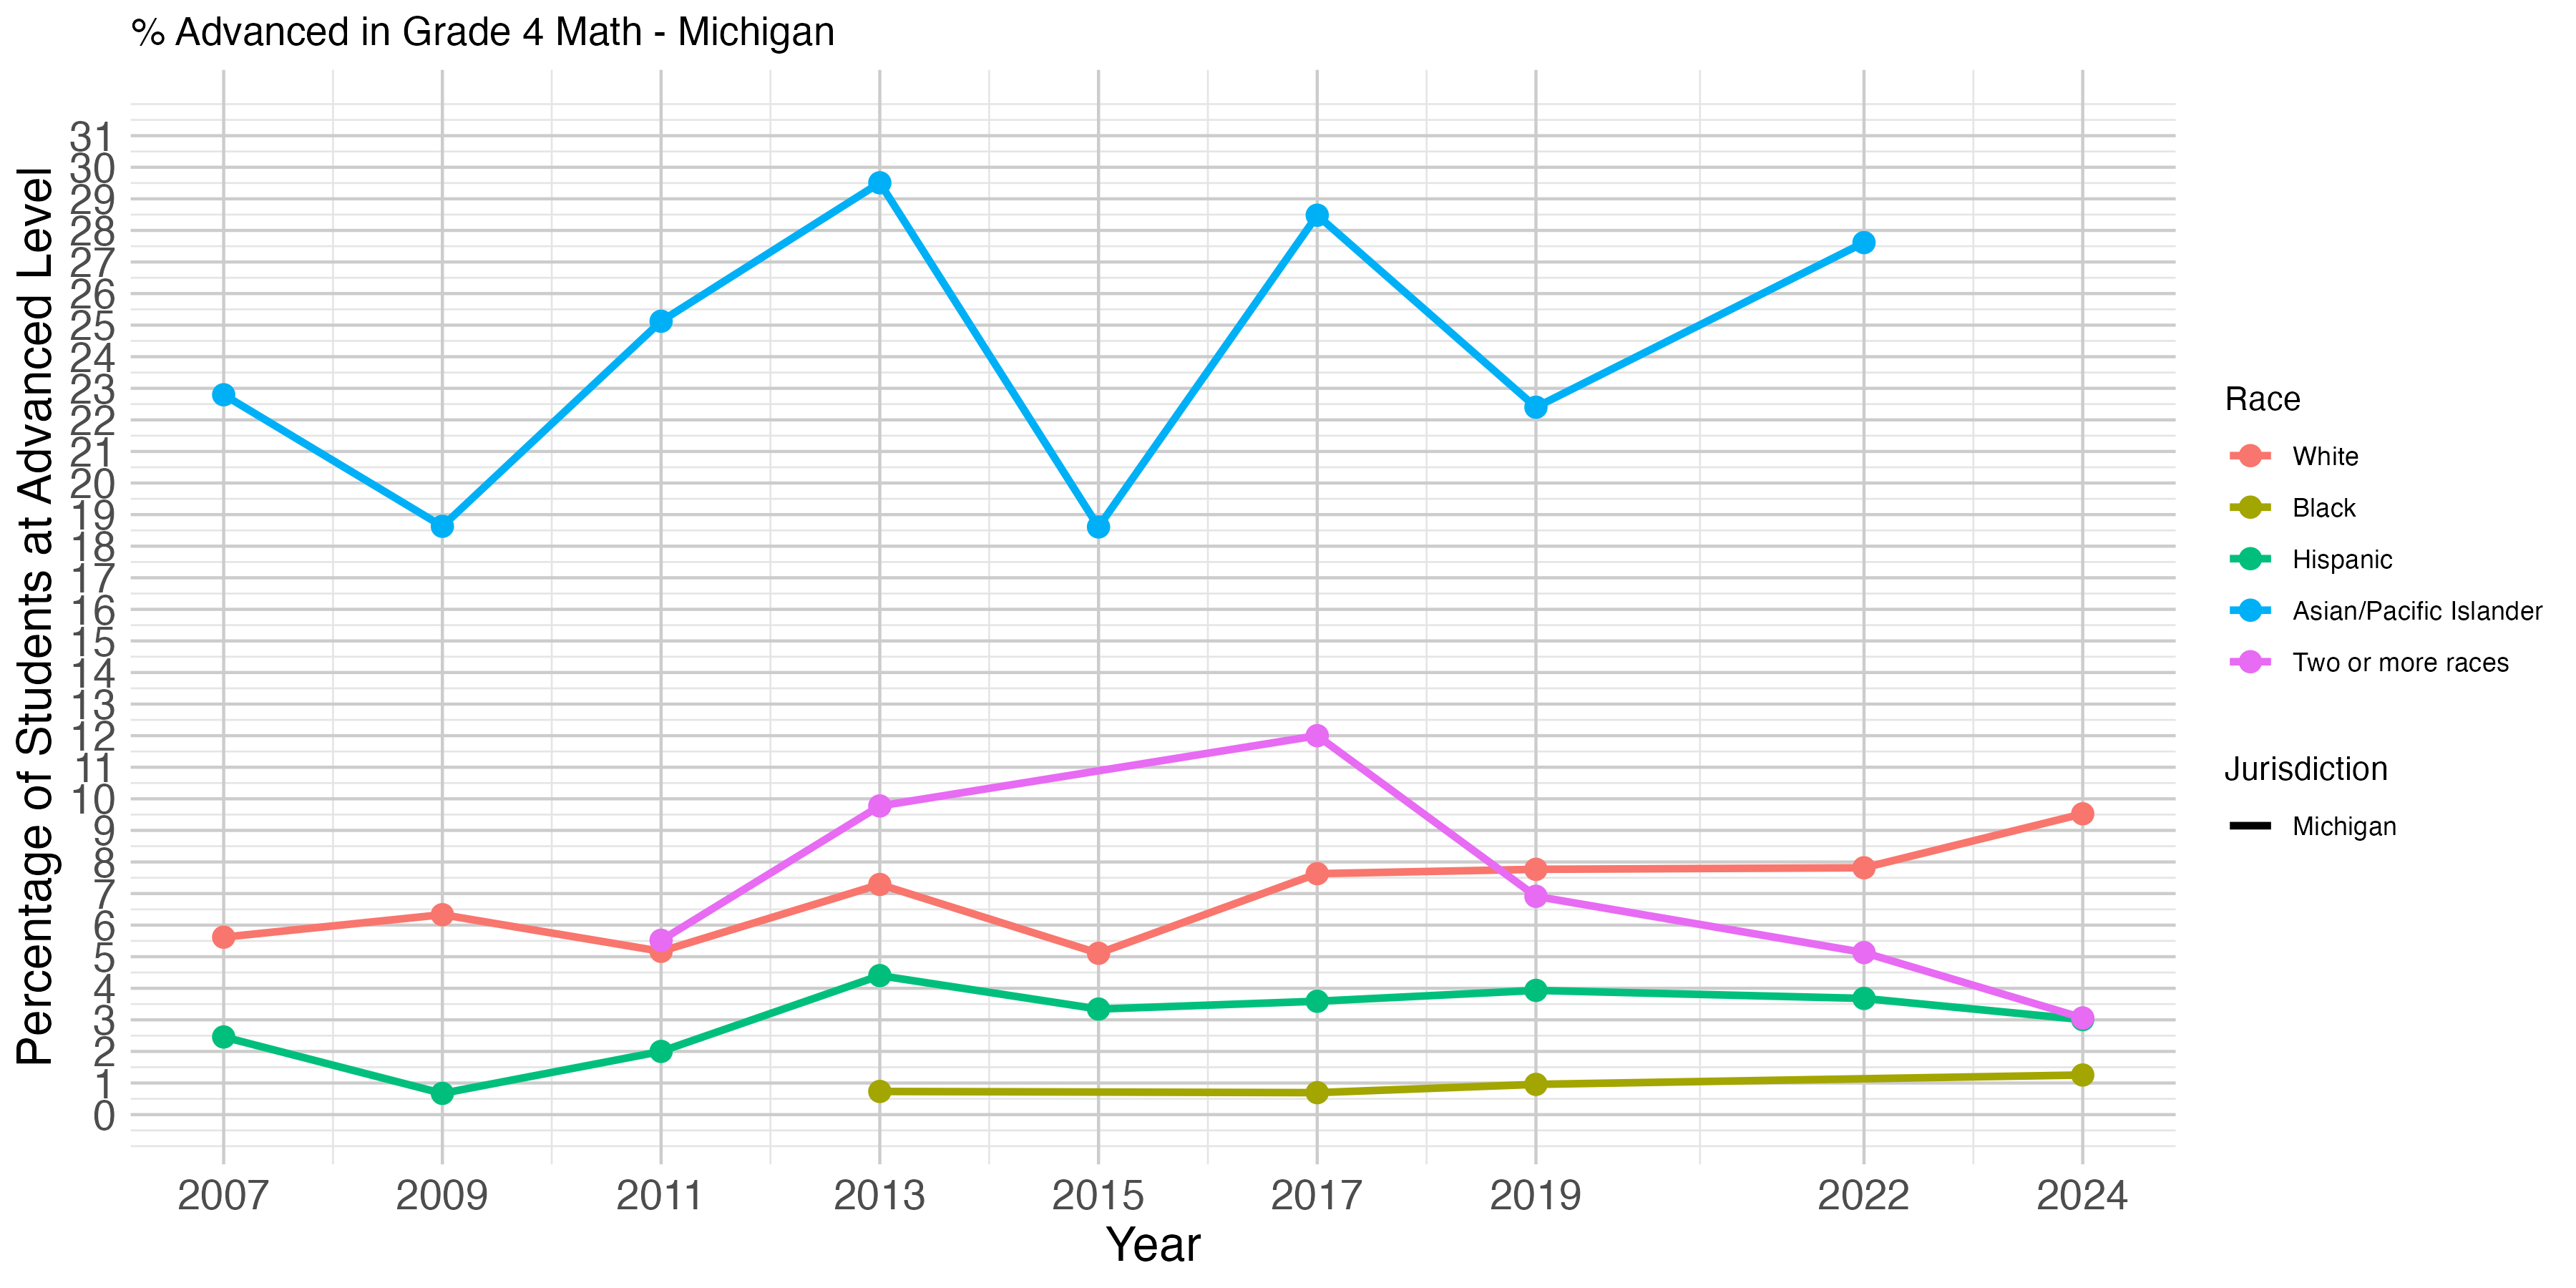 % Advanced in Grade 4 Math - Michigan
Percentage of Students at Advanced Level
31
30
29
28
27
26
25
24
23
22
21
20
19
18
17
16
15
14
13
12
11
10
9
8
7
6
5
4
3
2
1
0
2007 2009 2011 2013 2015 2017 2019 2022 2024
Year
Race
White
Black
Hispanic
Asian/Pacific Islander
Two or more races
Jurisdiction
Michigan